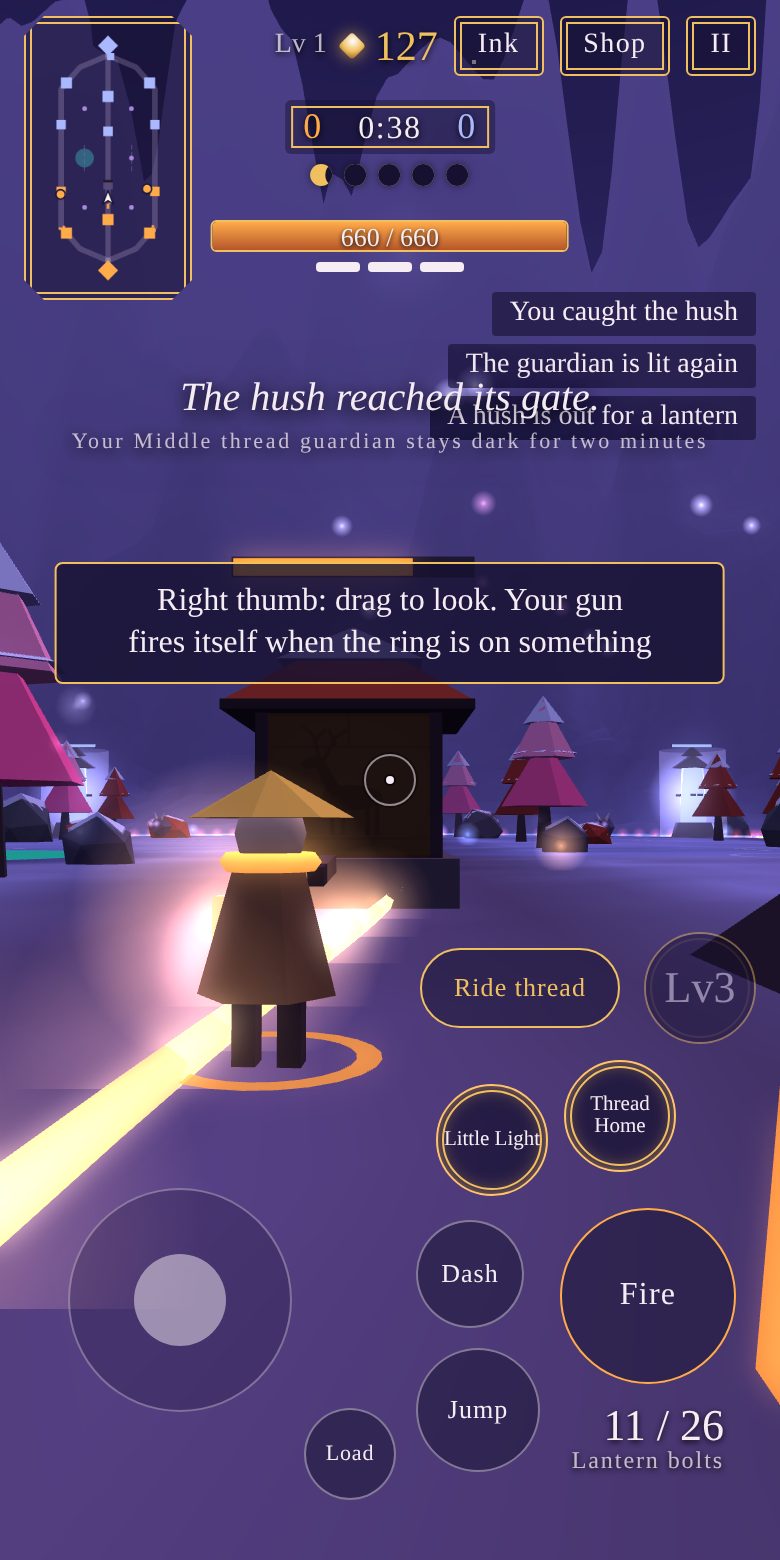 Lv 1 127 Ink Shop II
0 0:38 0
660 / 660
You caught the hush
The guardian is lit again
The hush reached its gate.
A hush is out for a lantern
Your Middle thread guardian stays dark for two minutes
Right thumb: drag to look. Your gun
fires itself when the ring is on something
Ride thread
Lv3
Thread
Home
Little Light
Dash
Fire
Jump
11 / 26
Load
Lantern bolts